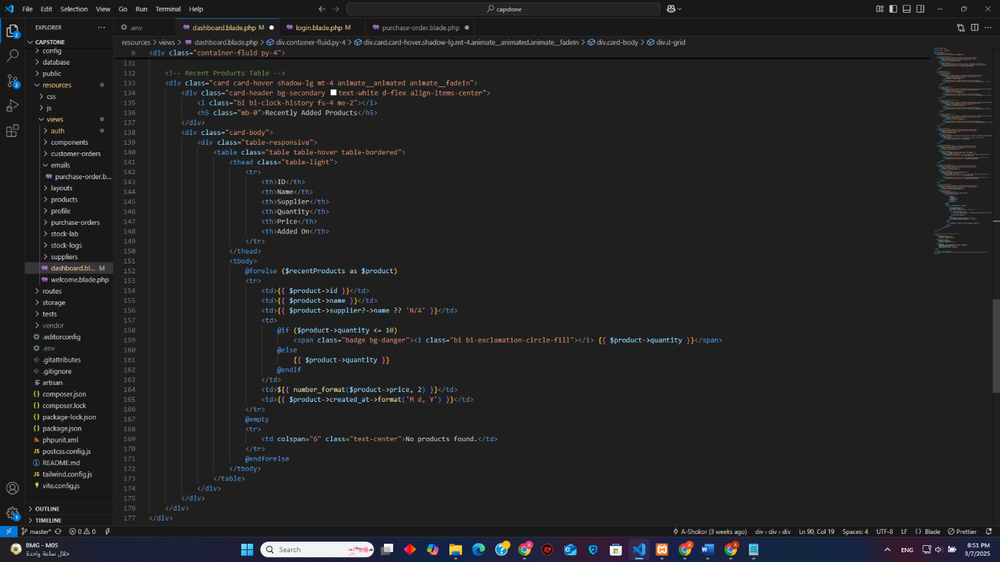 File Edit Selection View Go Run Terminal Help
capstone
EXPLORER
.env
dashboard.blade.php M
login.blade.php M
purchase-order.blade.php
CAPSTONE
resources > views > dashboard.blade.php > div.container-fluid.py-4 > div.card.card-hover.shadow-lg.mt-4.animate__animated.animate__fadeIn > div.card-body > div.d-grid
config
database
public
resources
css
js
views
auth
components
customer-orders
emails
purchase-order.b...
layouts
products
profile
purchase-orders
stock-lab
stock-logs
suppliers
dashboard.bl... M
welcome.blade.php
routes
storage
tests
vendor
.editorconfig
.env
.gitattributes
.gitignore
artisan
composer.json
composer.lock
package-lock.json
package.json
phpunit.xml
postcss.config.js
README.md
tailwind.config.js
vite.config.js
OUTLINE
TIMELINE
6 <div class="container-fluid py-4">
131
132 <!-- Recent Products Table -->
133 <div class="card card-hover shadow-lg mt-4 animate__animated animate__fadeIn">
134 <div class="card-header bg-secondary text-white d-flex align-items-center">
135 <i class="bi bi-clock-history fs-4 me-2"></i>
136 <h5 class="mb-0">Recently Added Products</h5>
137 </div>
138 <div class="card-body">
139 <div class="table-responsive">
140 <table class="table table-hover table-bordered">
141 <thead class="table-light">
142 <tr>
143 <th>ID</th>
144 <th>Name</th>
145 <th>Supplier</th>
146 <th>Quantity</th>
147 <th>Price</th>
148 <th>Added On</th>
149 </tr>
150 </thead>
151 <tbody>
152 @forelse ($recentProducts as $product)
153 <tr>
154 <td>{{ $product->id }}</td>
155 <td>{{ $product->name }}</td>
156 <td>{{ $product->supplier?->name ?? 'N/A' }}</td>
157 <td>
158 @if ($product->quantity <= 10)
159 <span class="badge bg-danger"><i class="bi bi-exclamation-circle-fill"></i> {{ $product->quantity }}</span>
160 @else
161 {{ $product->quantity }}
162 @endif
163 </td>
164 <td>${{ number_format($product->price, 2) }}</td>
165 <td>{{ $product->created_at->format('M d, Y') }}</td>
166 </tr>
167 @empty
168 <tr>
169 <td colspan="6" class="text-center">No products found.</td>
170 </tr>
171 @endforelse
172 </tbody>
173 </table>
174 </div>
175 </div>
176 </div>
177 </div>
master* 0 0 A-Shokor (3 weeks ago) div > div > div Ln 90, Col 19 Spaces: 4 UTF-8 LF Blade Prettier
BMG - M05
خلال ساعة واحدة
Search
ENG
8:51 PM
3/7/2025